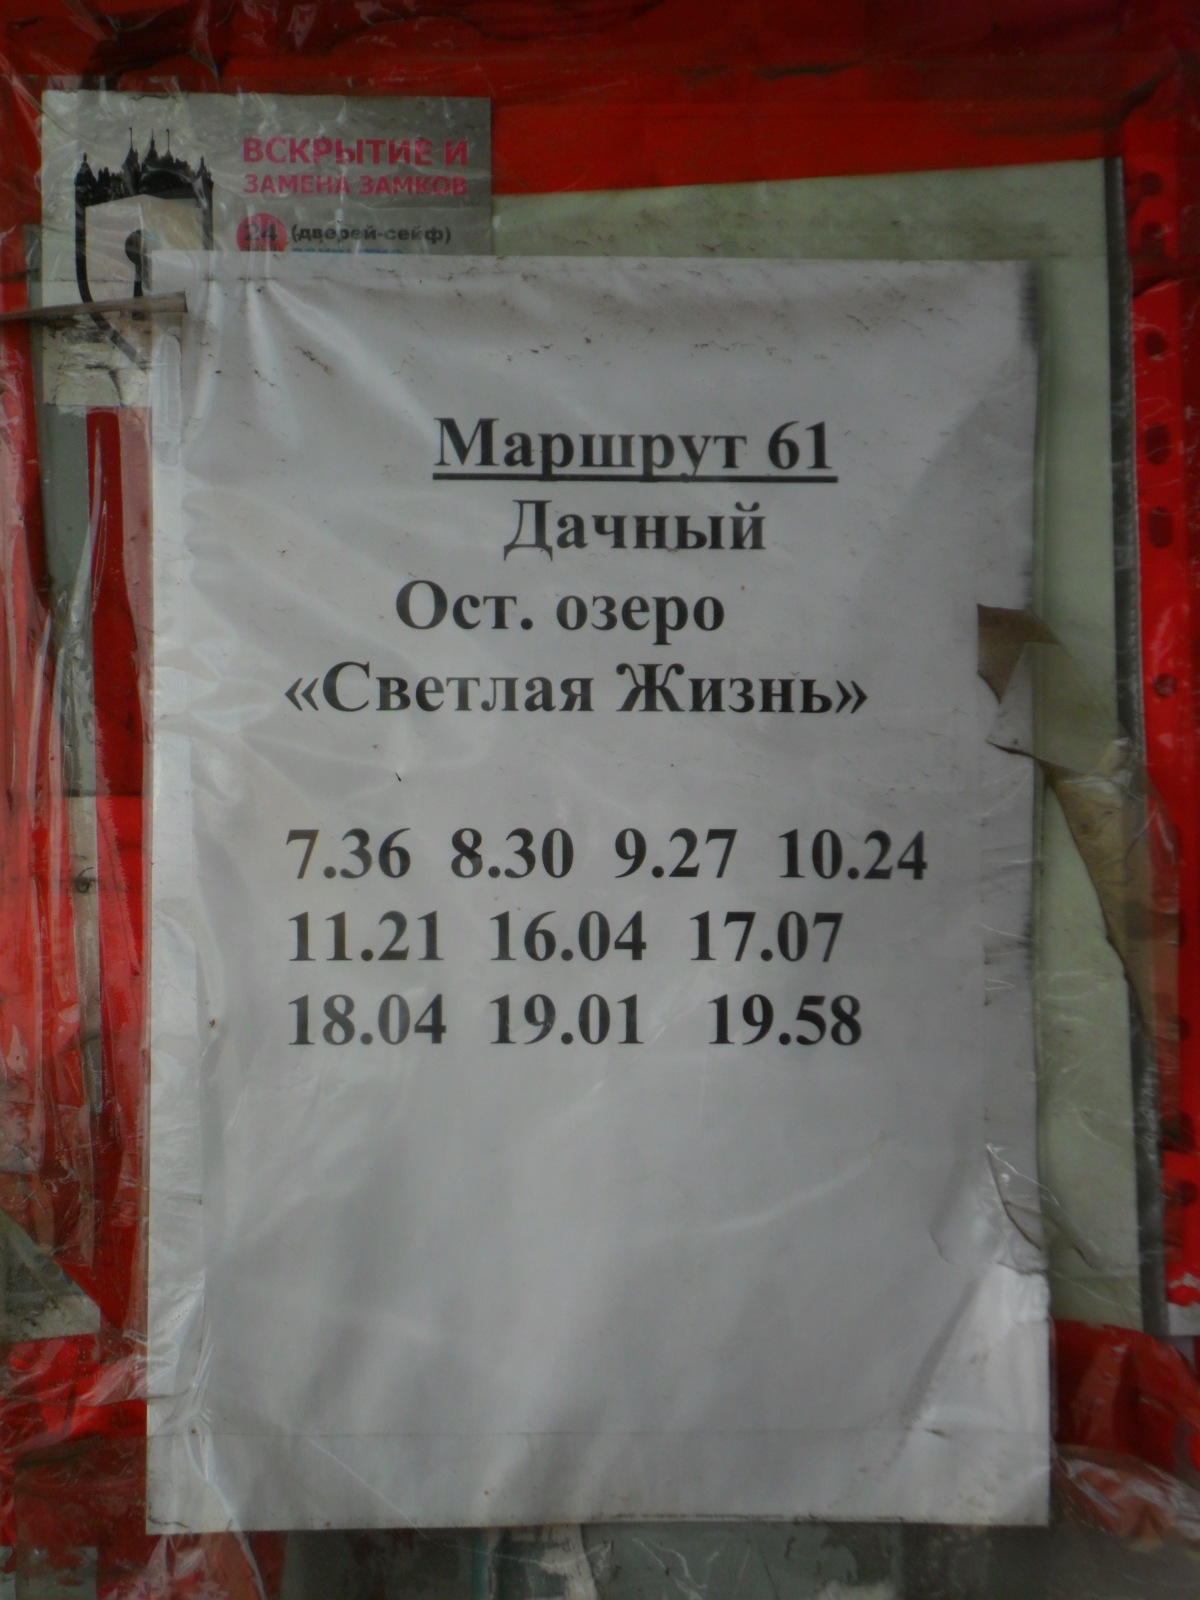 ВСКРЫТИЕ И
ЗАМЕНА ЗАМКОВ
24 (дверей-сейф)
Маршрут 61
Дачный
Ост. озеро
«Светлая Жизнь»
7.36 8.30 9.27 10.24
11.21 16.04 17.07
18.04 19.01 19.58